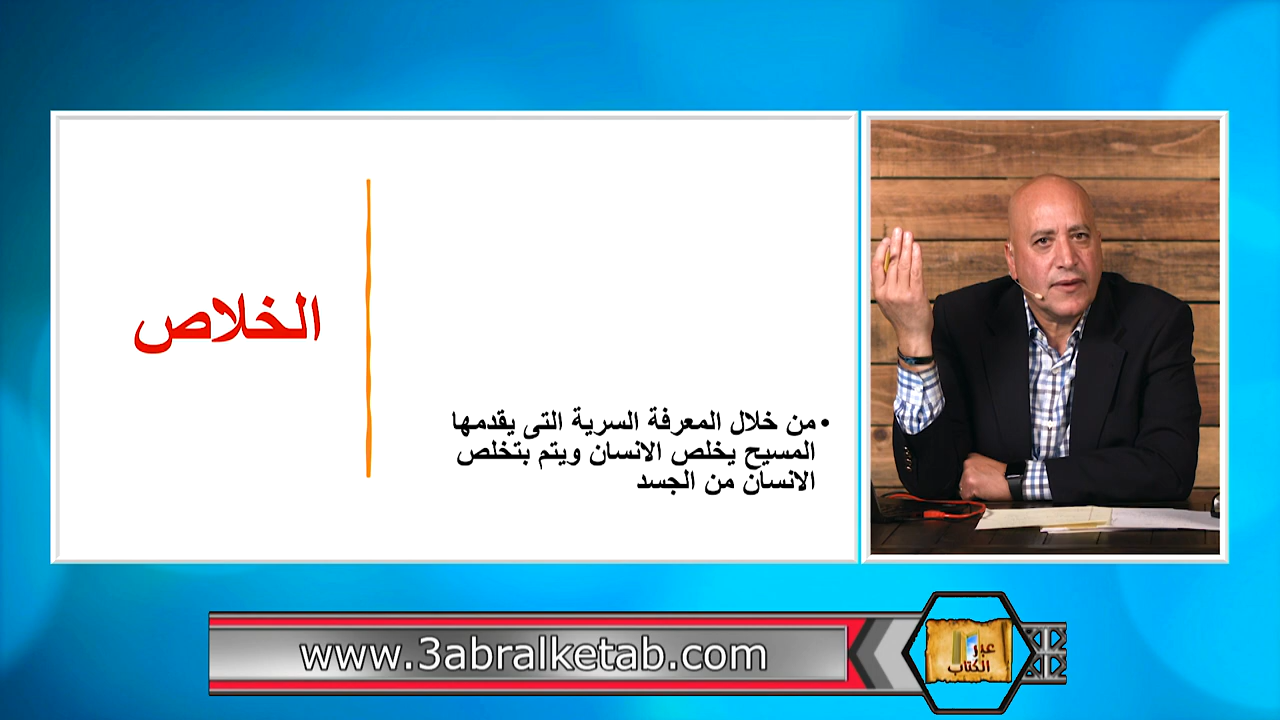 الخلاص
•من خلال المعرفة السرية التى يقدمها
المسيح يخلص الانسان ويتم بتخلص
الانسان من الجسد
www.3abralketab.com
عبر
الكتاب